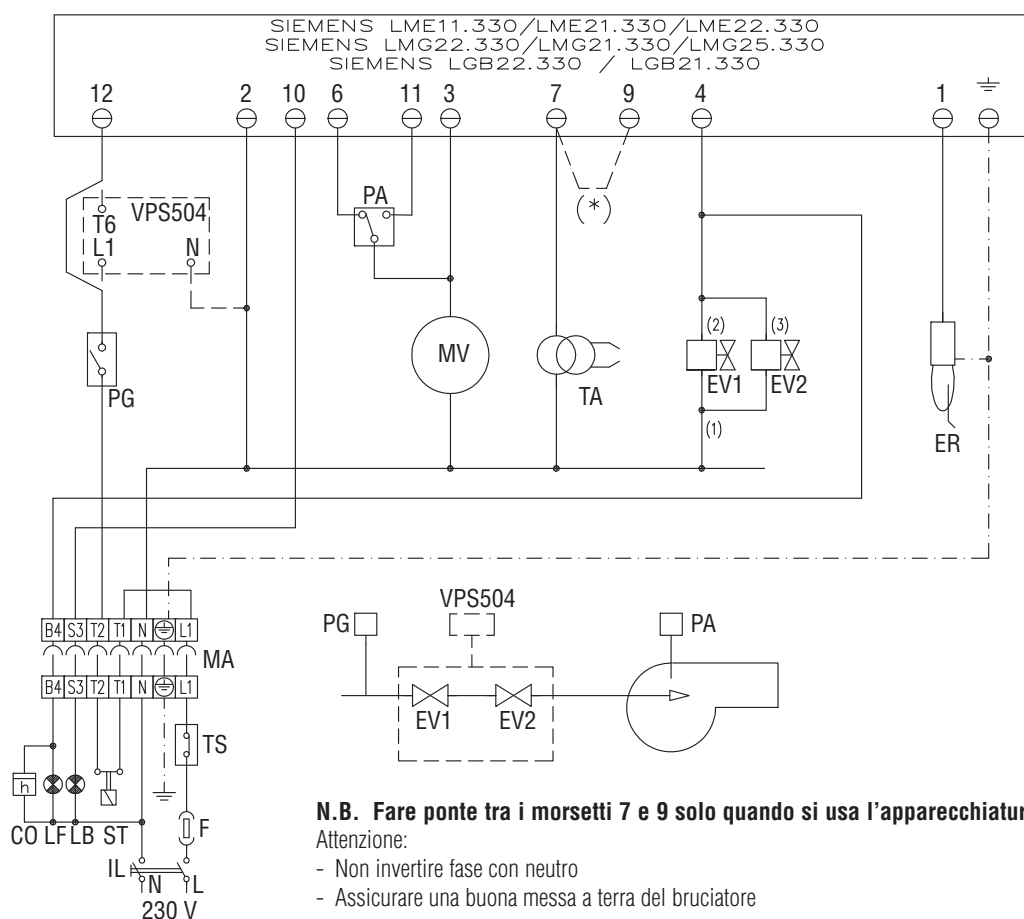 SIEMENS LME11.330/LME21.330/LME22.330
SIEMENS LMG22.330/LMG21.330/LMG25.330
SIEMENS LGB22.330 / LGB21.330
12 2 10 6 11 3 7 9 4 1
PA
(*)
T6 VPS504
L1 N
PG
MV
TA
(2) (3)
EV1 EV2
(1)
ER
B4 S3 T2 T1 N L1
MA
B4 S3 T2 T1 N L1
TS
h
CO LF LB ST
F
IL N L
230 V
VPS504
PG PA
EV1 EV2
N.B. Fare ponte tra i morsetti 7 e 9 solo quando si usa
Attenzione:
- Non invertire fase con neutro
- Assicurare una buona messa a terra del bruciatore